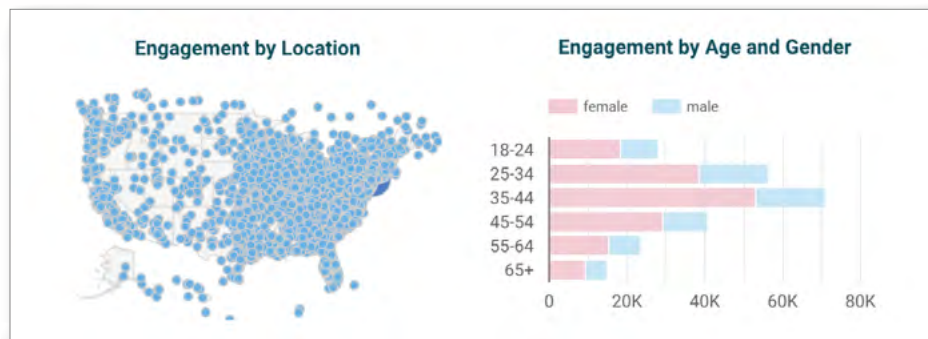 Engagement by Location
Engagement by Age and Gender
female male
18-24
25-34
35-44
45-54
55-64
65+
0 20K 40K 60K 80K